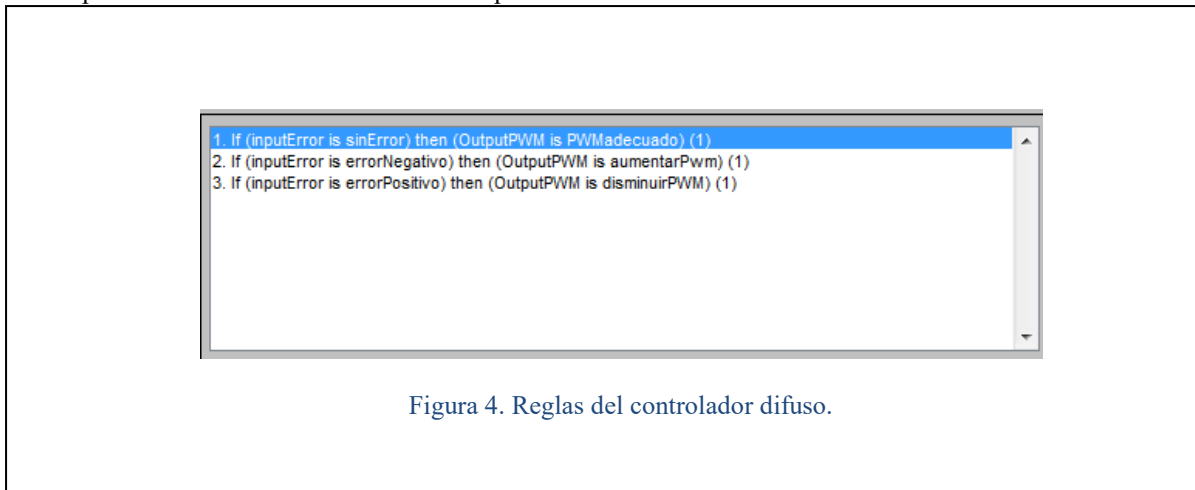 1. If (inputError is sinError) then (OutputPWM is PWMadecuado) (1)
2. If (inputError is errorNegativo) then (OutputPWM is aumentarPwm) (1)
3. If (inputError is errorPositivo) then (OutputPWM is disminuirPWM) (1)
Figura 4. Reglas del controlador difuso.